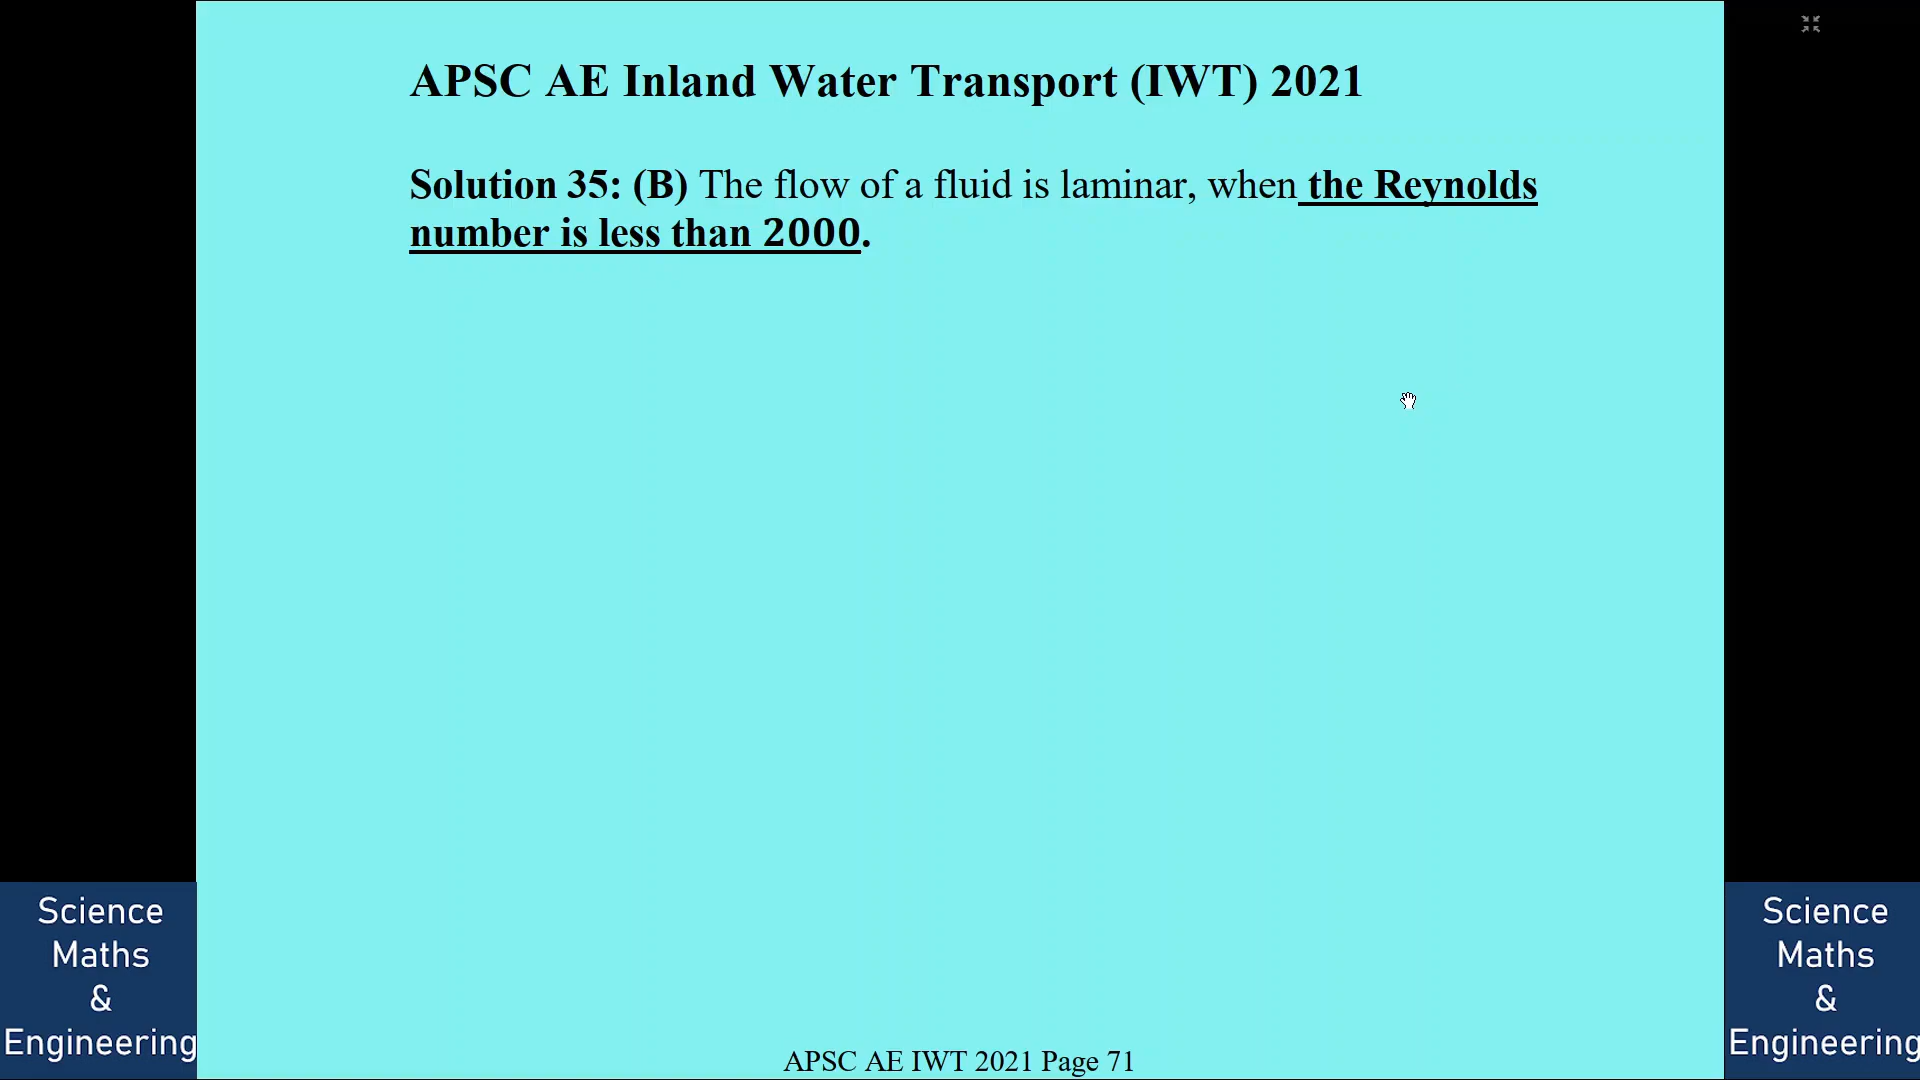 APSC AE Inland Water Transport (IWT) 2021
Solution 35: (B) The flow of a fluid is laminar, when the Reynolds
number is less than 2000.
Science
Maths
&
Engineering
Science
Maths
&
Engineering
APSC AE IWT 2021 Page 71